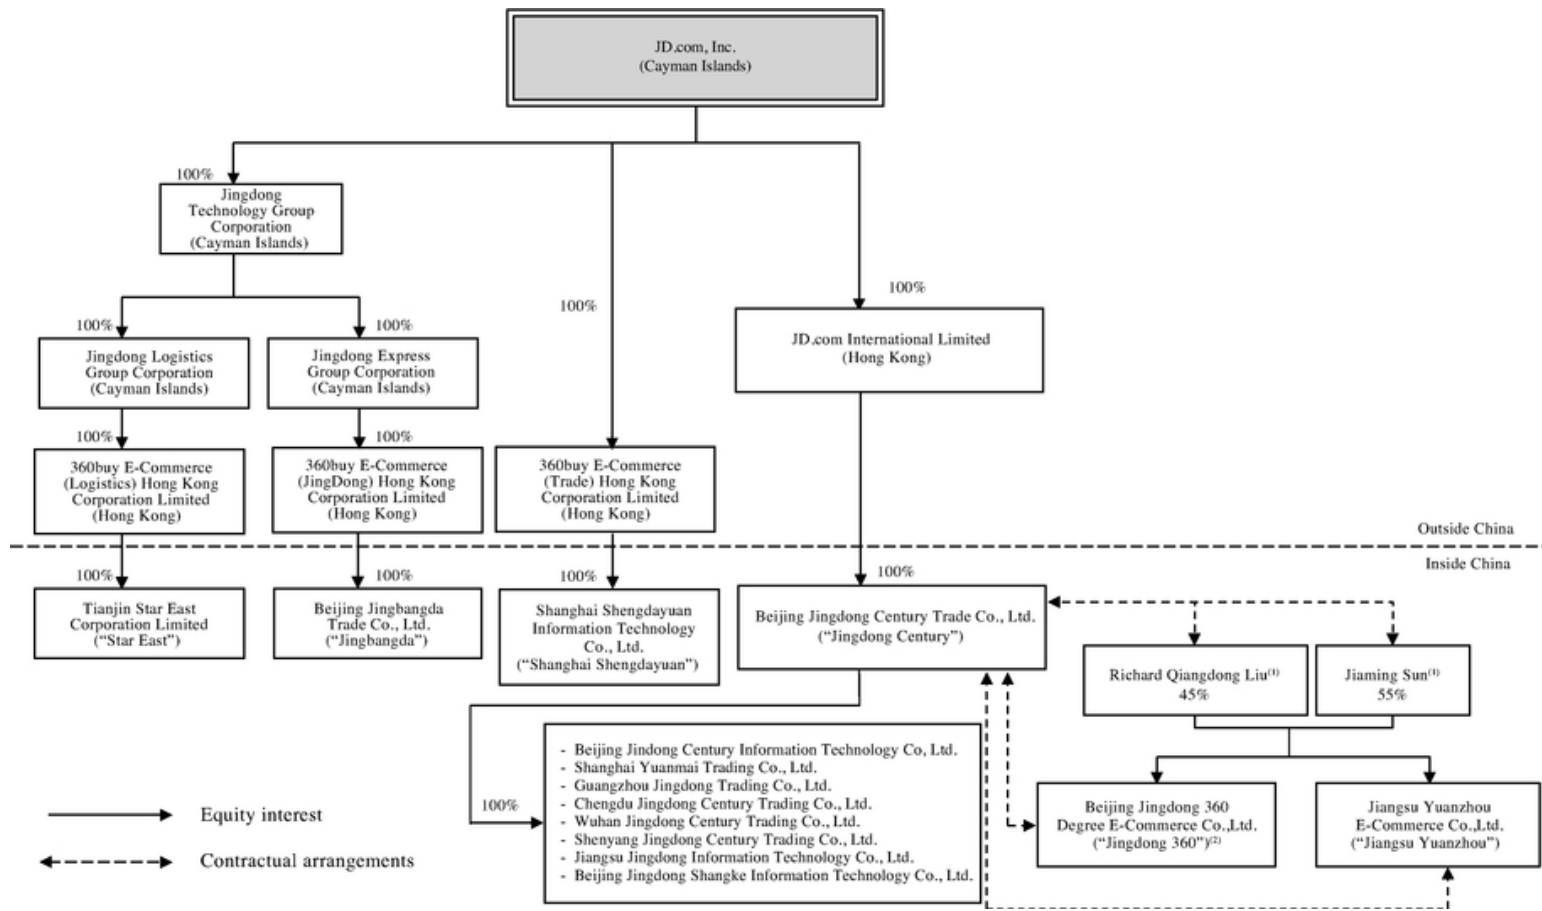 JD.com, Inc.
(Cayman Islands)
100%
Jingdong
Technology Group
Corporation
(Cayman Islands)
100%
100%
100%
100%
Jingdong Logistics
Group Corporation
(Cayman Islands)
Jingdong Express
Group Corporation
(Cayman Islands)
JD.com International Limited
(Hong Kong)
100%
100%
360buy E-Commerce
(Logistics) Hong Kong
Corporation Limited
(Hong Kong)
360buy E-Commerce
(JingDong) Hong Kong
Corporation Limited
(Hong Kong)
360buy E-Commerce
(Trade) Hong Kong
Corporation Limited
(Hong Kong)
Outside China
Inside China
100%
100%
100%
100%
Tianjin Star East
Corporation Limited
(“Star East”)
Beijing Jingbangda
Trade Co., Ltd.
(“Jingbangda”)
Shanghai Shengdayuan
Information Technology
Co., Ltd.
(“Shanghai Shengdayuan”)
Beijing Jingdong Century Trade Co., Ltd.
(“Jingdong Century”)
Richard Qiangdong Liu(1)
45%
Jiaming Sun(1)
55%
100%
- Beijing Jindong Century Information Technology Co, Ltd.
- Shanghai Yuanmai Trading Co., Ltd.
- Guangzhou Jingdong Trading Co., Ltd.
- Chengdu Jingdong Century Trading Co., Ltd.
- Wuhan Jingdong Century Trading Co., Ltd.
- Shenyang Jingdong Century Trading Co., Ltd.
- Jiangsu Jingdong Information Technology Co., Ltd.
- Beijing Jingdong Shangke Information Technology Co., Ltd.
Beijing Jingdong 360
Degree E-Commerce Co.,Ltd.
(“Jingdong 360”)(2)
Jiangsu Yuanzhou
E-Commerce Co.,Ltd.
(“Jiangsu Yuanzhou”)
Equity interest
Contractual arrangements